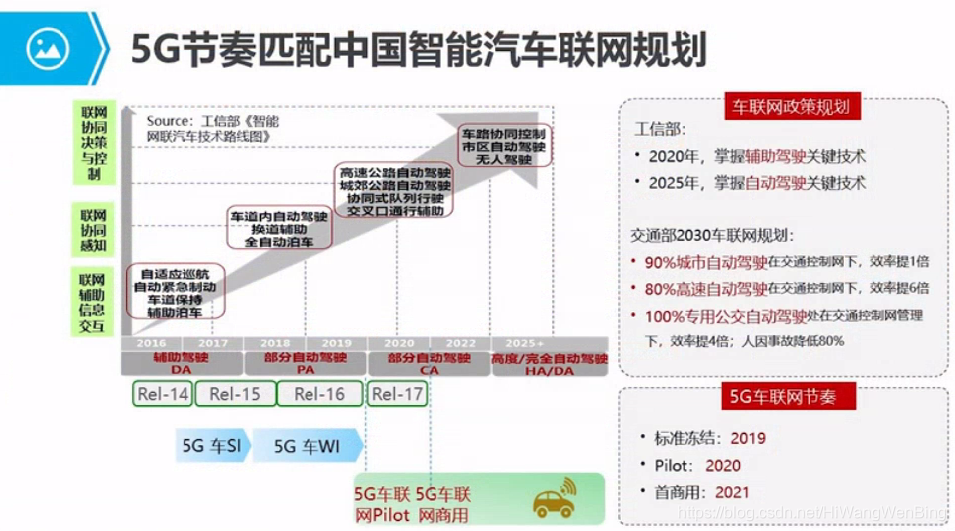 5G节奏匹配中国智能汽车联网规划
联网
协同
决策
与控
制
联网
协同
感知
联网
辅助
信息
交互
Source：工信部《智能
网联汽车技术路线图》
车路协同控制
市区自动驾驶
无人驾驶
高速公路自动驾驶
城郊公路自动驾驶
协同式队列行驶
交叉口通行辅助
车道内自动驾驶
换道辅助
全自动泊车
自适应巡航
自动紧急制动
车道保持
辅助泊车
2016 2017 2018 2019 2020 2022 2025+
辅助驾驶
DA
部分自动驾驶
PA
部分自动驾驶
CA
高度/完全自动驾驶
HA/DA
Rel-14 Rel-15 Rel-16 Rel-17
5G 车SI 5G 车WI
5G车联
网Pilot
5G车联
网商用
车联网政策规划
工信部：
• 2020年，掌握辅助驾驶关键技术
• 2025年，掌握自动驾驶关键技术
交通部2030车联网规划：
• 90%城市自动驾驶在交通控制网下，效率提1倍
• 80%高速自动驾驶在交通控制网下，效率提6倍
• 100%专用公交自动驾驶处在交通控制网管理
下，效率提4倍；人因事故降低80%
5G车联网节奏
• 标准冻结：2019
• Pilot：2020
• 首商用：2021
https://blog.csdn.net/HiWangWenBing